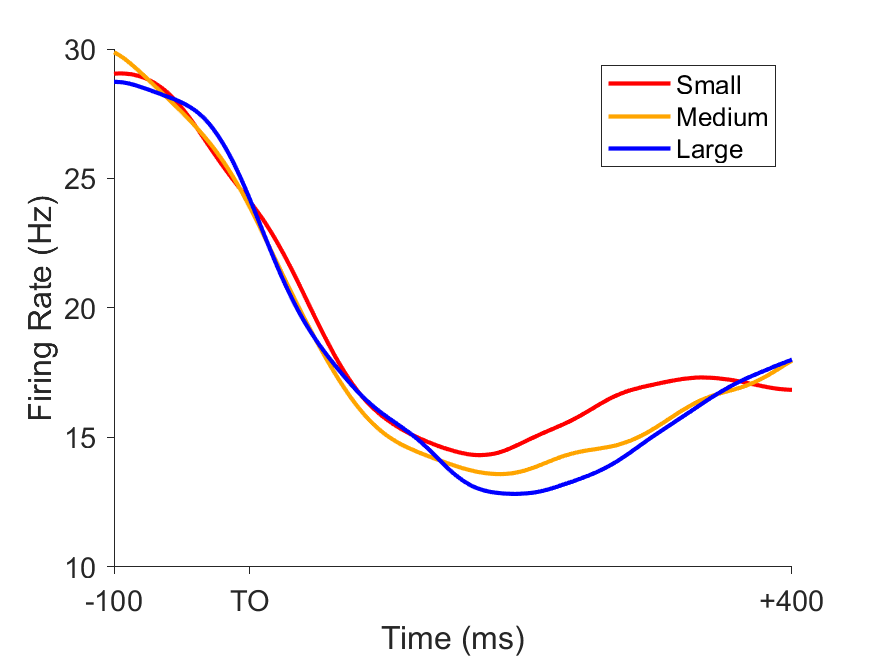 30
25
20
15
10
Firing Rate (Hz)
Small
Medium
Large
-100
TO
+400
Time (ms)